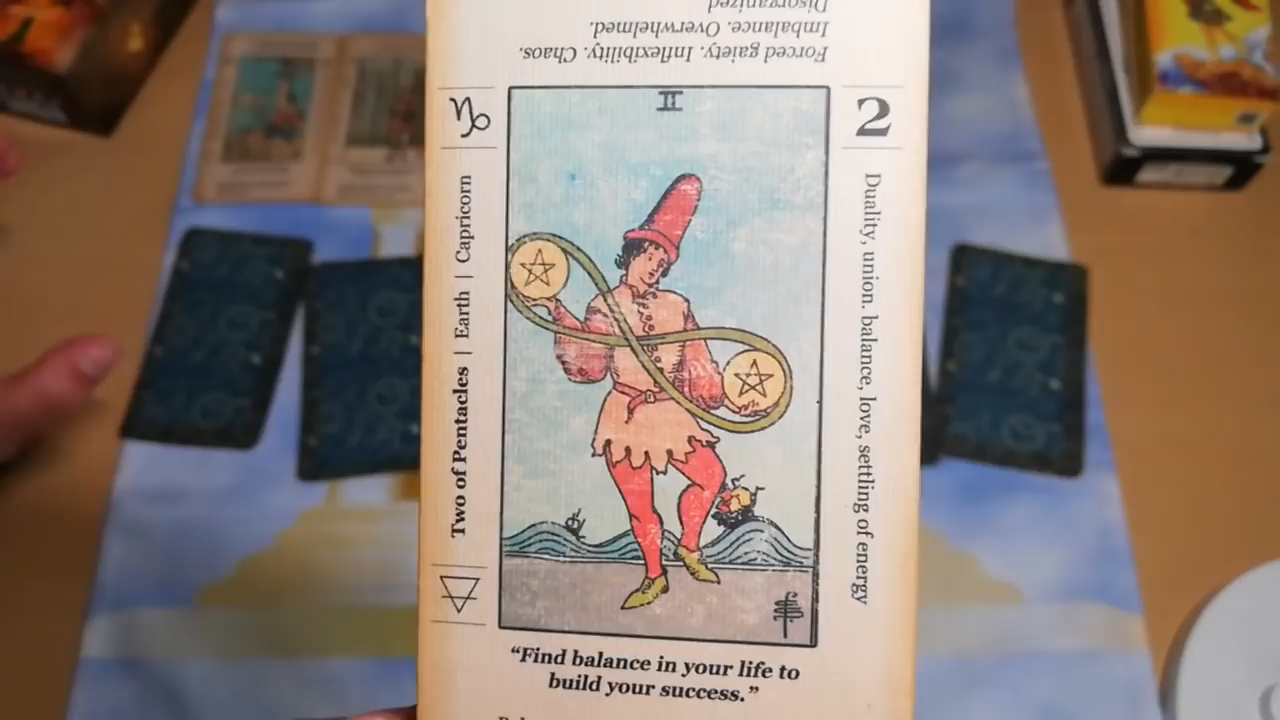 Disorganized
Imbalance. Overwhelmed.
Forced gaiety. Inflexibility. Chaos.
II
2
Two of Pentacles | Earth | Capricorn
Duality, union. balance, love, settling of energy
“Find balance in your life to
build your success.”